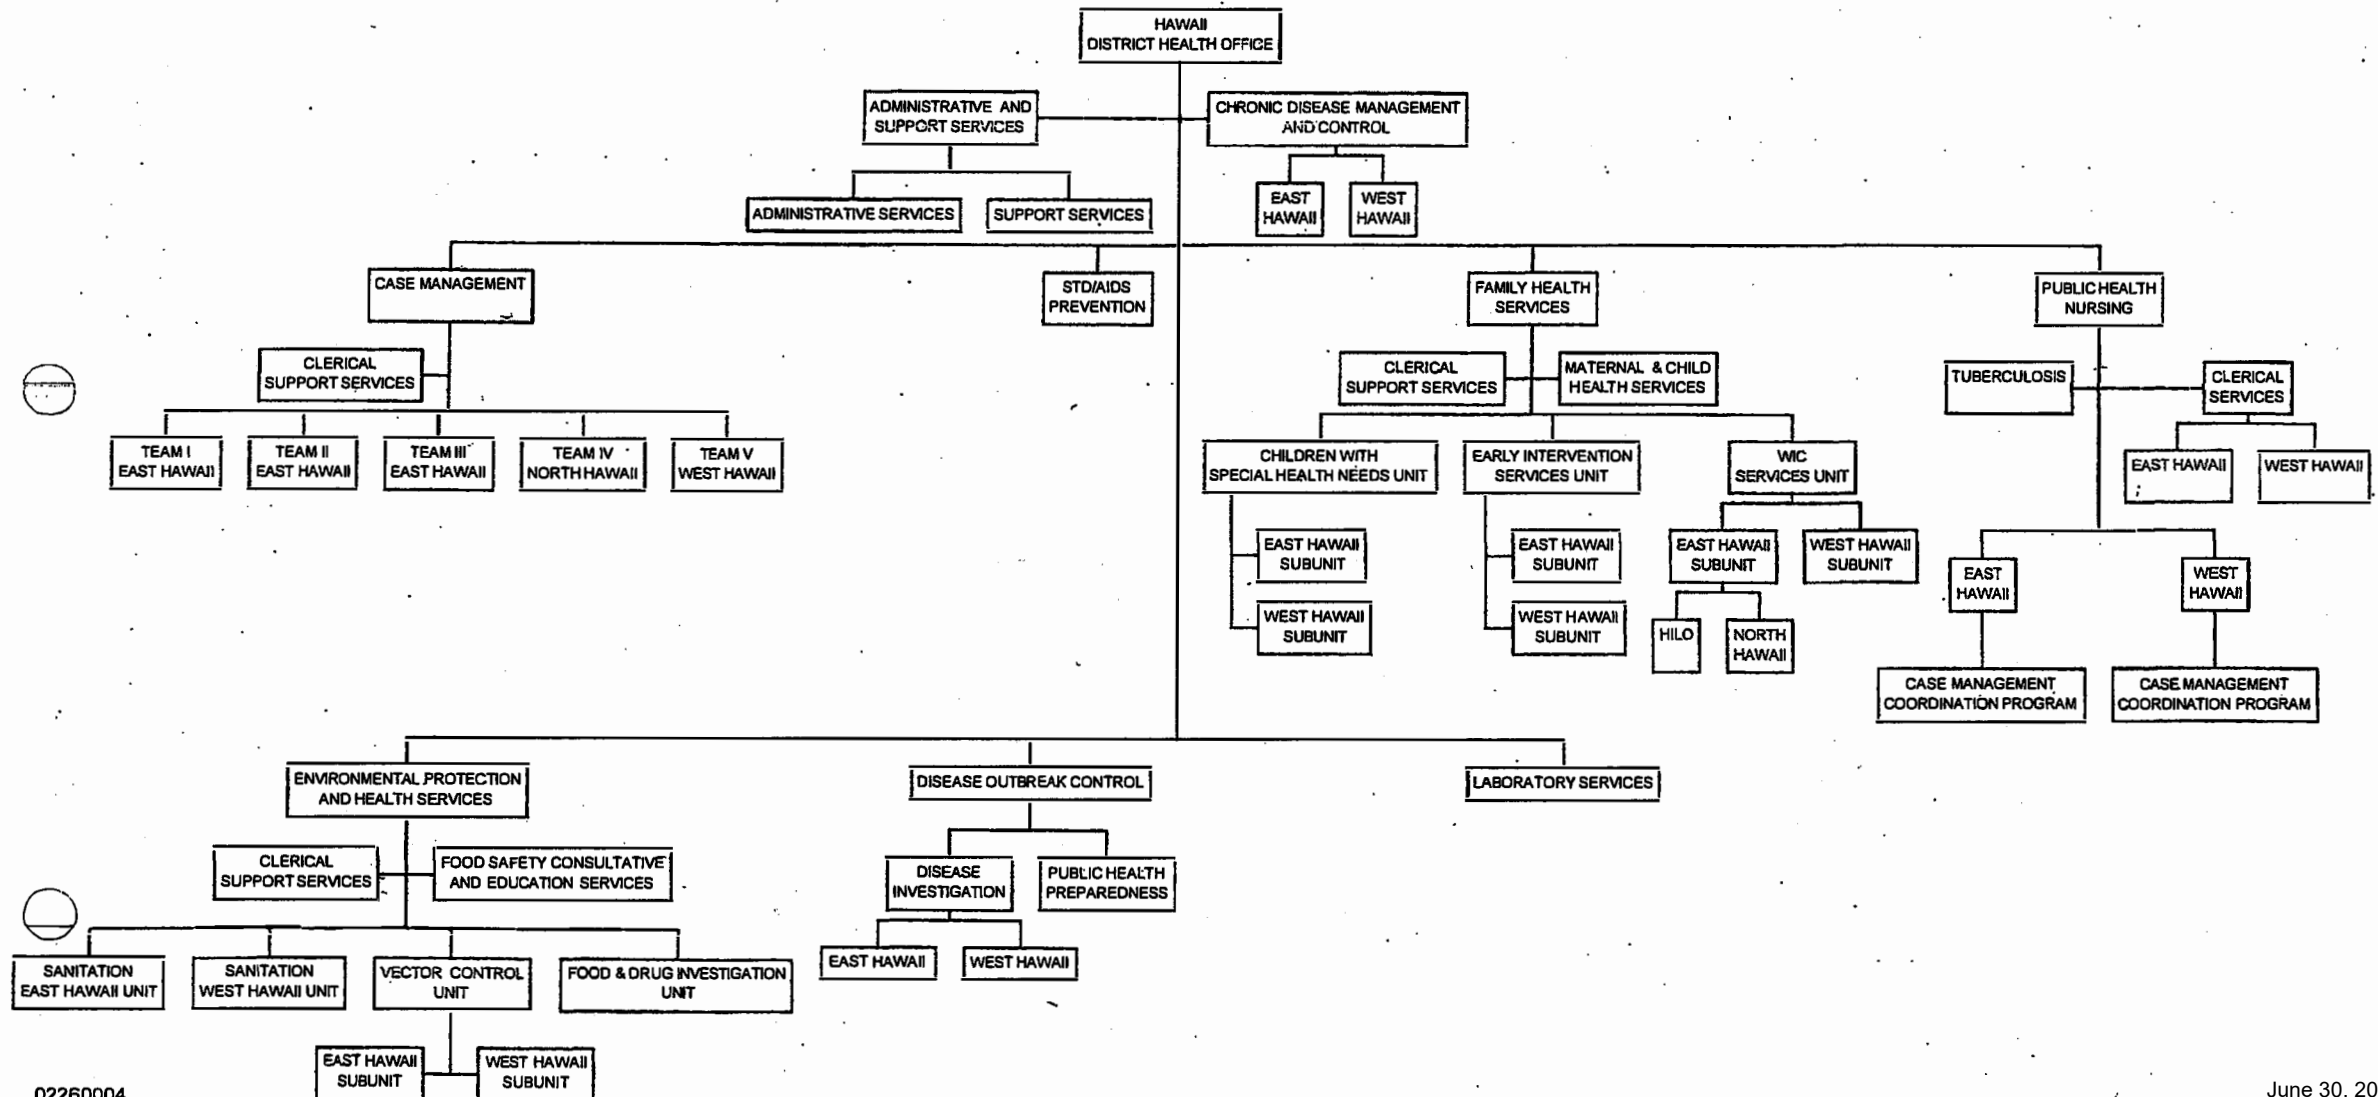 HAWAII
DISTRICT HEALTH OFFICE
ADMINISTRATIVE AND
SUPPORT SERVICES
CHRONIC DISEASE MANAGEMENT
AND CONTROL
ADMINISTRATIVE SERVICES
SUPPORT SERVICES
EAST
HAWAII
WEST
HAWAII
CASE MANAGEMENT
STD/AIDS
PREVENTION
FAMILY HEALTH
SERVICES
PUBLIC HEALTH
NURSING
CLERICAL
SUPPORT SERVICES
CLERICAL
SUPPORT SERVICES
MATERNAL & CHILD
HEALTH SERVICES
TUBERCULOSIS
CLERICAL
SERVICES
TEAM I
EAST HAWAII
TEAM II
EAST HAWAII
TEAM III
EAST HAWAII
TEAM IV
NORTH HAWAII
TEAM V
WEST HAWAII
CHILDREN WITH
SPECIAL HEALTH NEEDS UNIT
EARLY INTERVENTION
SERVICES UNIT
WIC
SERVICES UNIT
EAST HAWAII
WEST HAWAII
EAST HAWAII
SUBUNIT
WEST HAWAII
SUBUNIT
EAST HAWAII
SUBUNIT
WEST HAWAII
SUBUNIT
EAST HAWAII
SUBUNIT
WEST HAWAII
SUBUNIT
HILO
NORTH
HAWAII
EAST
HAWAII
WEST
HAWAII
CASE MANAGEMENT
COORDINATION PROGRAM
CASE MANAGEMENT
COORDINATION PROGRAM
ENVIRONMENTAL PROTECTION
AND HEALTH SERVICES
DISEASE OUTBREAK CONTROL
LABORATORY SERVICES
CLERICAL
SUPPORT SERVICES
FOOD SAFETY CONSULTATIVE
AND EDUCATION SERVICES
DISEASE
INVESTIGATION
PUBLIC HEALTH
PREPAREDNESS
EAST HAWAII
WEST HAWAII
SANITATION
EAST HAWAII UNIT
SANITATION
WEST HAWAII UNIT
VECTOR CONTROL
UNIT
FOOD & DRUG INVESTIGATION
UNIT
EAST HAWAII
SUBUNIT
WEST HAWAII
SUBUNIT
02260004
June 30, 20